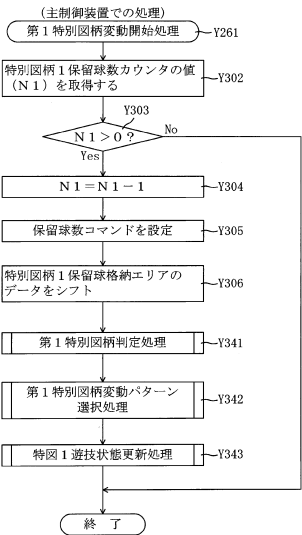 (主制御装置での処理)
第1特別図柄変動開始処理
Y261
特別図柄1保留球数カウンタの値
(N1)を取得する
Y302
Y303
N1>0?
No
Yes
N1=N1-1
Y304
保留球数コマンドを設定
Y305
特別図柄1保留球格納エリアの
データをシフト
Y306
第1特別図柄判定処理
Y341
第1特別図柄変動パターン
選択処理
Y342
特図1遊技状態更新処理
Y343
終 了